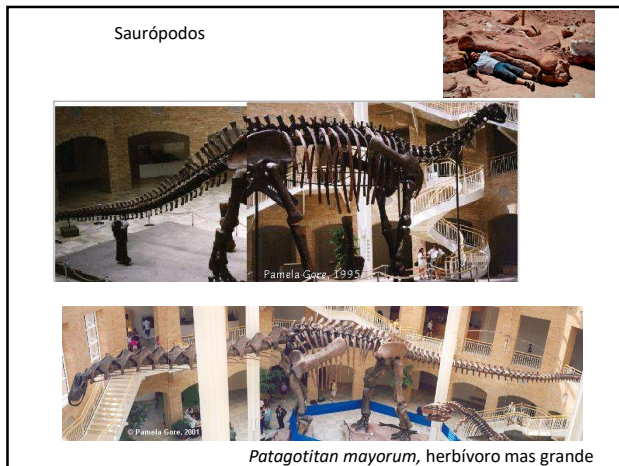 Saurópodos
Pamela Gore, 1995
© Pamela Gore, 2001
Patagotitan mayorum, herbívoro mas grande